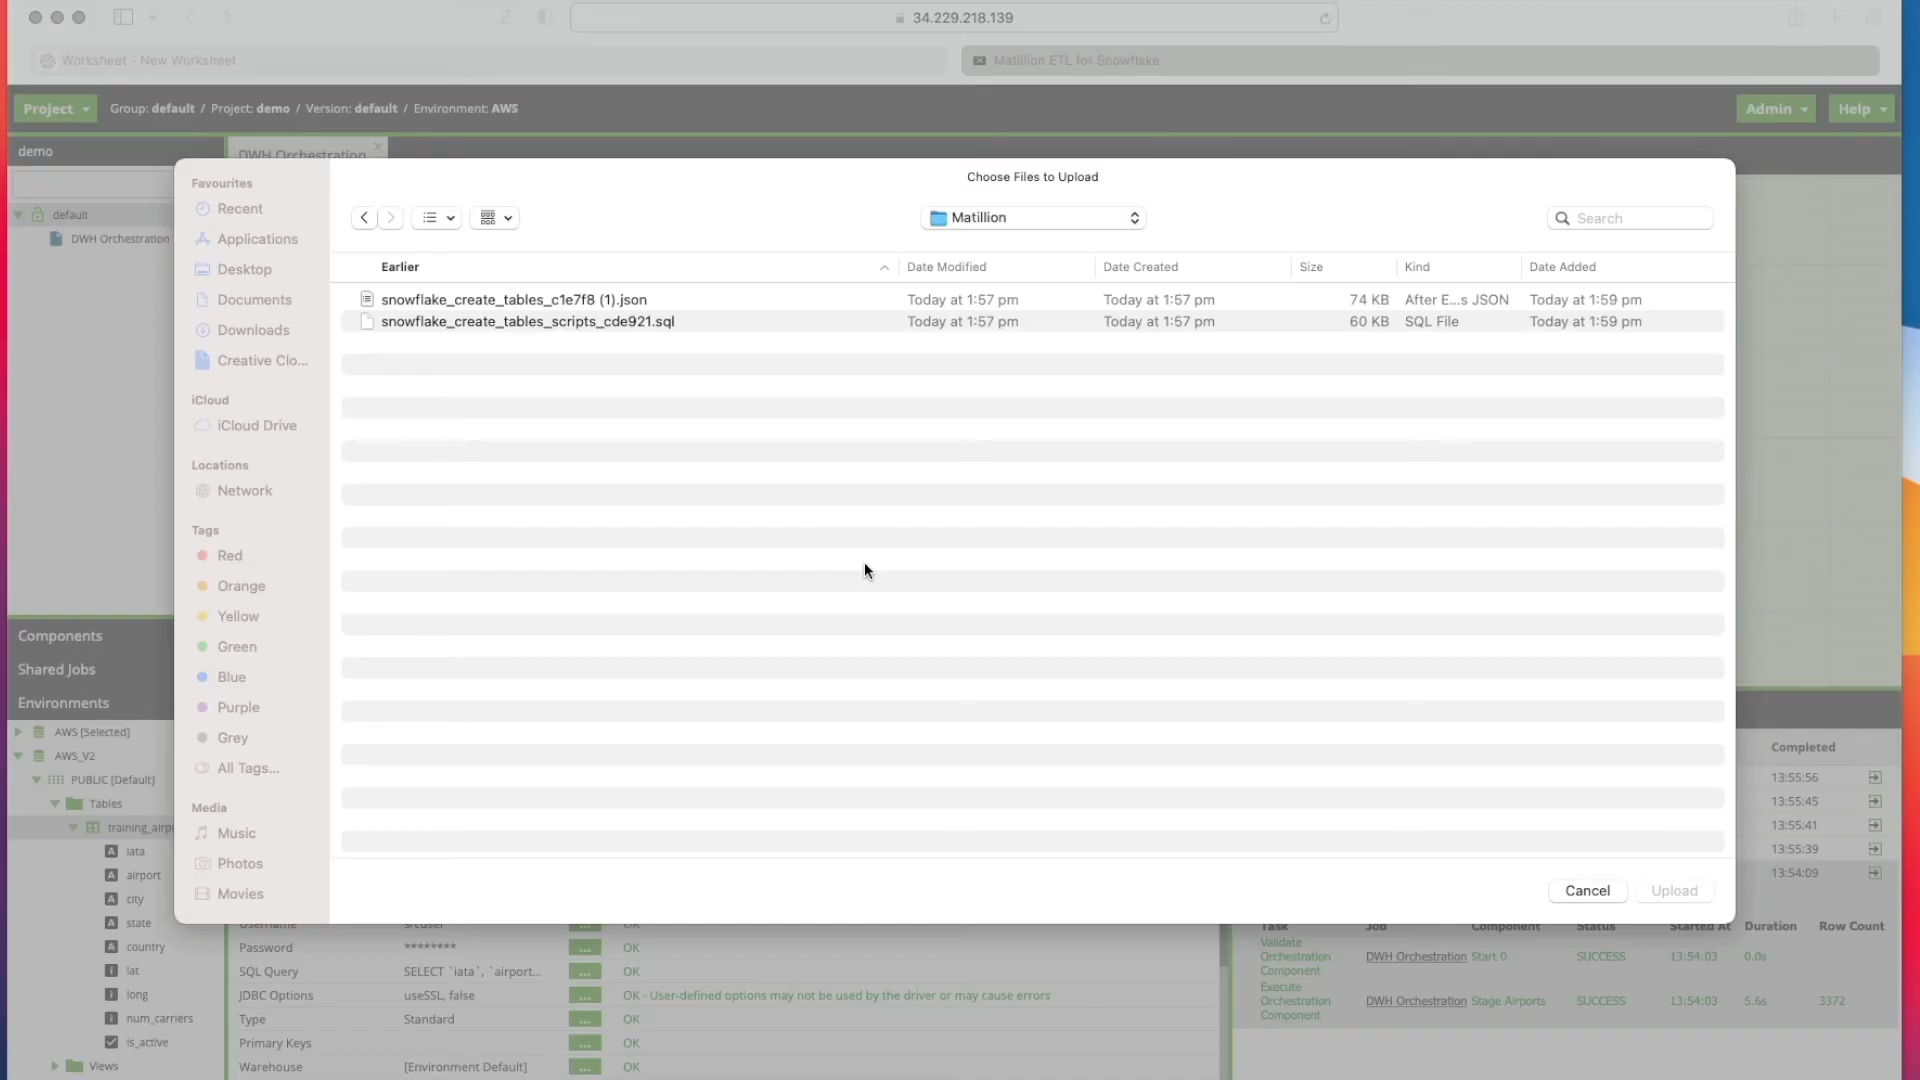 34.229.218.139
Worksheet - New Worksheet
Matillion ETL for Snowflake
Project
Group: default / Project: demo / Version: default / Environment: AWS
Admin
Help
demo
DWH Orchestration
default
DWH Orchestration
Components
Shared Jobs
Environments
AWS [Selected]
AWS_V2
PUBLIC [Default]
Tables
training_airp
iata
airport
city
state
country
lat
long
num_carriers
is_active
Views
Choose Files to Upload
Favourites
Recent
Applications
Desktop
Documents
Downloads
Creative Clo...
iCloud
iCloud Drive
Locations
Network
Tags
Red
Orange
Yellow
Green
Blue
Purple
Grey
All Tags...
Media
Music
Photos
Movies
Matillion
Search
Earlier Date Modified Date Created Size Kind Date Added
snowflake_create_tables_c1e7f8 (1).json Today at 1:57 pm Today at 1:57 pm 74 KB After E...s JSON Today at 1:59 pm
snowflake_create_tables_scripts_cde921.sql Today at 1:57 pm Today at 1:57 pm 60 KB SQL File Today at 1:59 pm
Cancel
Upload
Completed
13:55:56
13:55:45
13:55:41
13:55:39
13:54:09
Username srcuser
Password ******** ... OK
SQL Query SELECT `iata`, `airport... ... OK
JDBC Options useSSL, false ... OK - User-defined options may not be used by the driver or may cause errors
Type Standard ... OK
Primary Keys ... OK
Warehouse [Environment Default] ... OK
Task Job Component Status Started At Duration Row Count
Validate
Orchestration DWH Orchestration Start 0 SUCCESS 13:54:03 0.0s
Component
Execute
Orchestration DWH Orchestration Stage Airports SUCCESS 13:54:03 5.6s 3372
Component